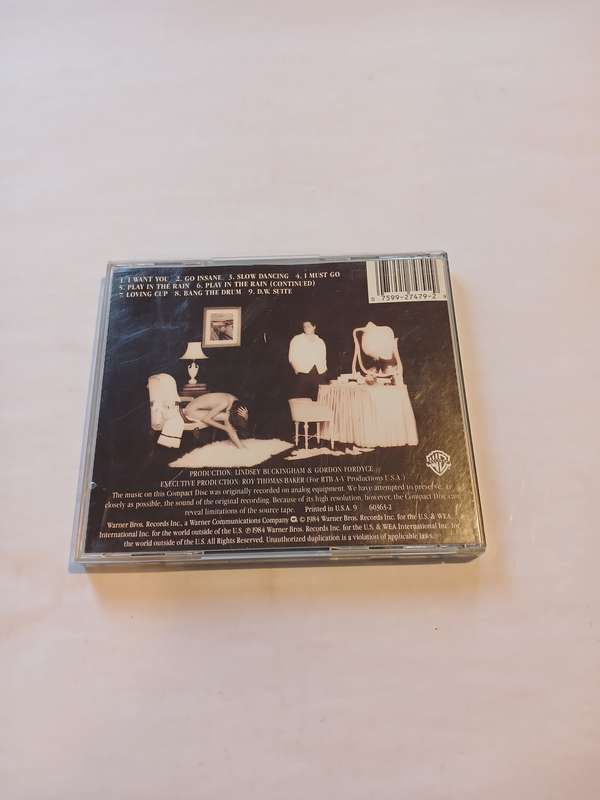 1. I WANT YOU 2. GO INSANE 3. SLOW DANCING 4. I MUST GO
5. PLAY IN THE RAIN 6. PLAY IN THE RAIN (CONTINUED)
7. LOVING CUP 8. BANG THE DRUM 9. D.W. SUITE
0 7599-27479-2 9
PRODUCTION: LINDSEY BUCKINGHAM & GORDON FORDYCE
EXECUTIVE PRODUCTION: ROY THOMAS BAKER (For RTB A-V Productions U.S.A.)
The music on this Compact Disc was originally recorded on analog equipment. We have attempted to preserve, as
closely as possible, the sound of the original recording. Because of its high resolution, however, the Compact Disc can
reveal limitations of the source tape. Printed in U.S.A. 9 60363-2
Warner Bros. Records Inc., a Warner Communications Company © 1984 Warner Bros. Records Inc. for the U.S. & WEA
International Inc. for the world outside of the U.S. ℗ 1984 Warner Bros. Records Inc. for the U.S. & WEA International Inc. for
the world outside of the U.S. All Rights Reserved. Unauthorized duplication is a violation of applicable laws.
WB